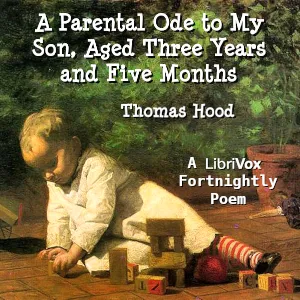 A Parental Ode to My
Son, Aged Three Years
and Five Months
Thomas Hood
A LibriVox
Fortnightly
Poem